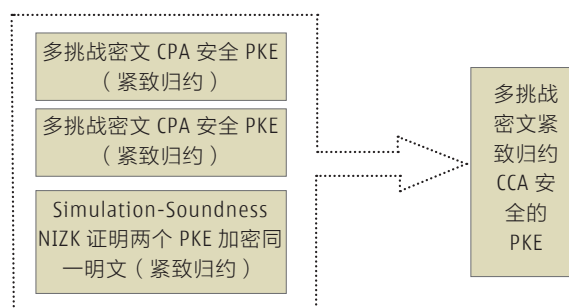 多挑战密文 CPA 安全 PKE
（紧致归约）
多挑战密文 CPA 安全 PKE
（紧致归约）
Simulation-Soundness
NIZK 证明两个 PKE 加密同
一明文（紧致归约）
多挑战
密文紧
致归约
CCA 安
全的
PKE